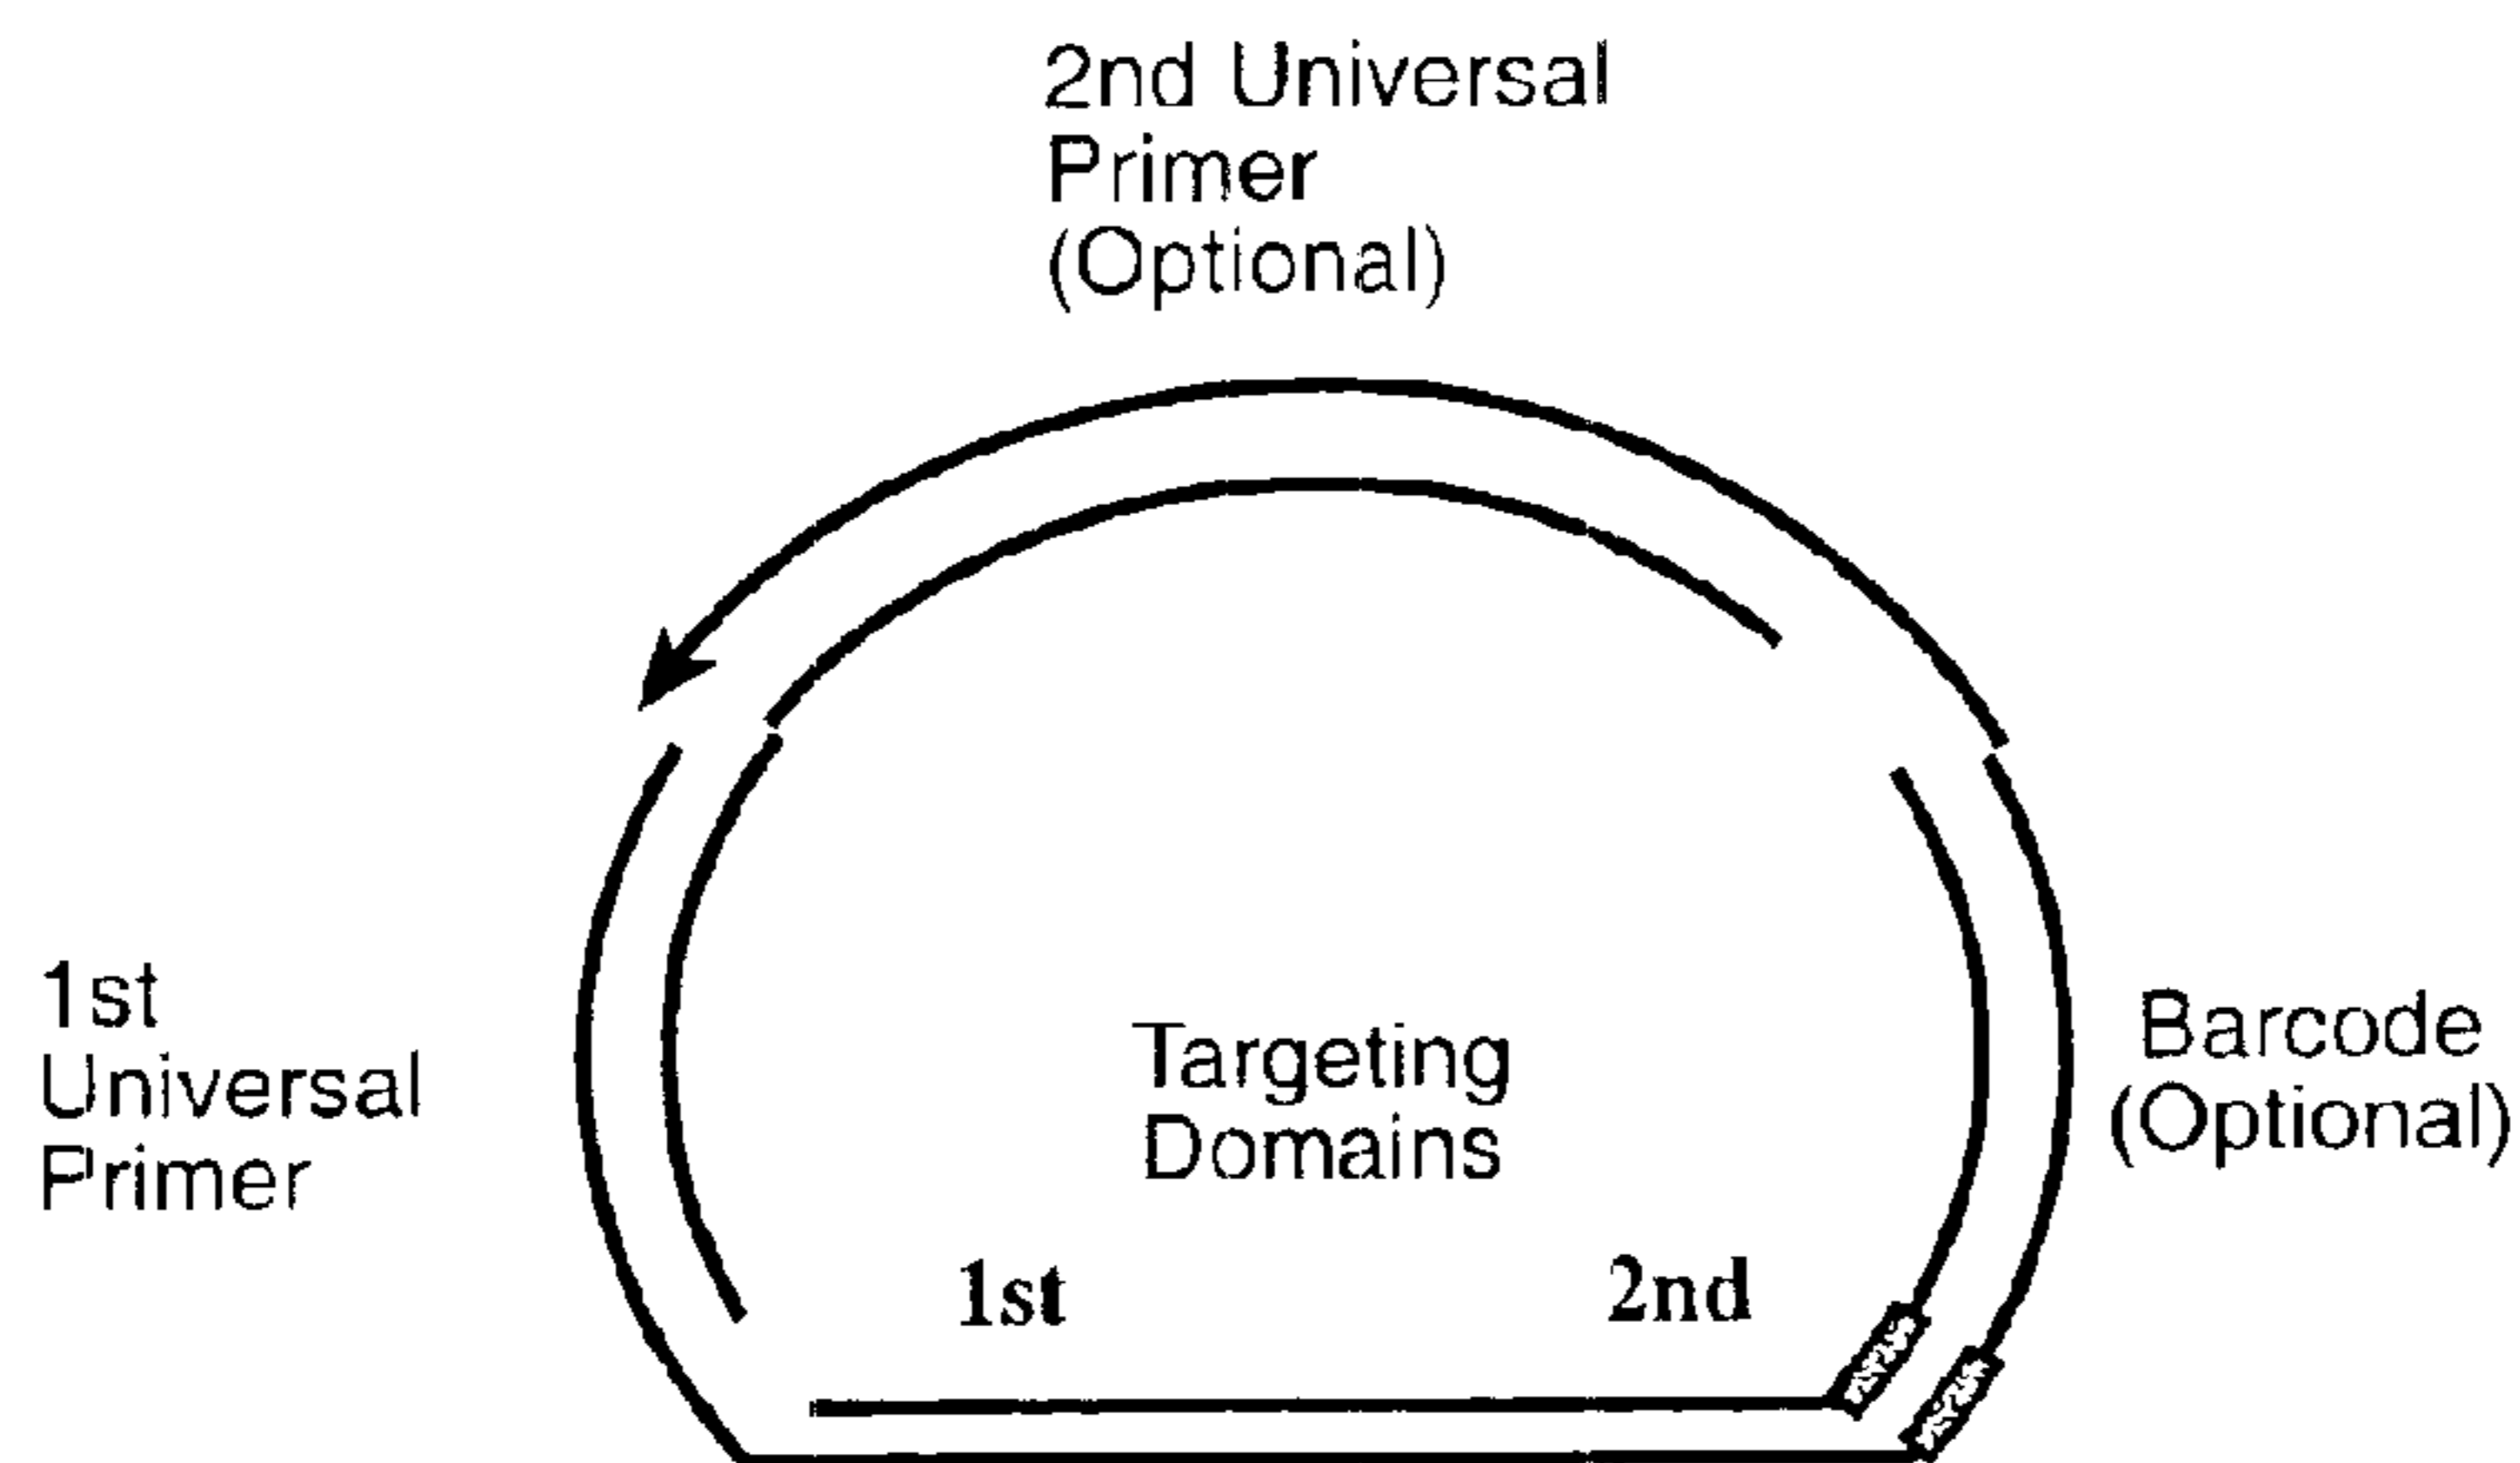 2nd Universal
Primer
(Optional)
1st
Universal
Primer
Targeting
Domains
Barcode
(Optional)
1st
2nd